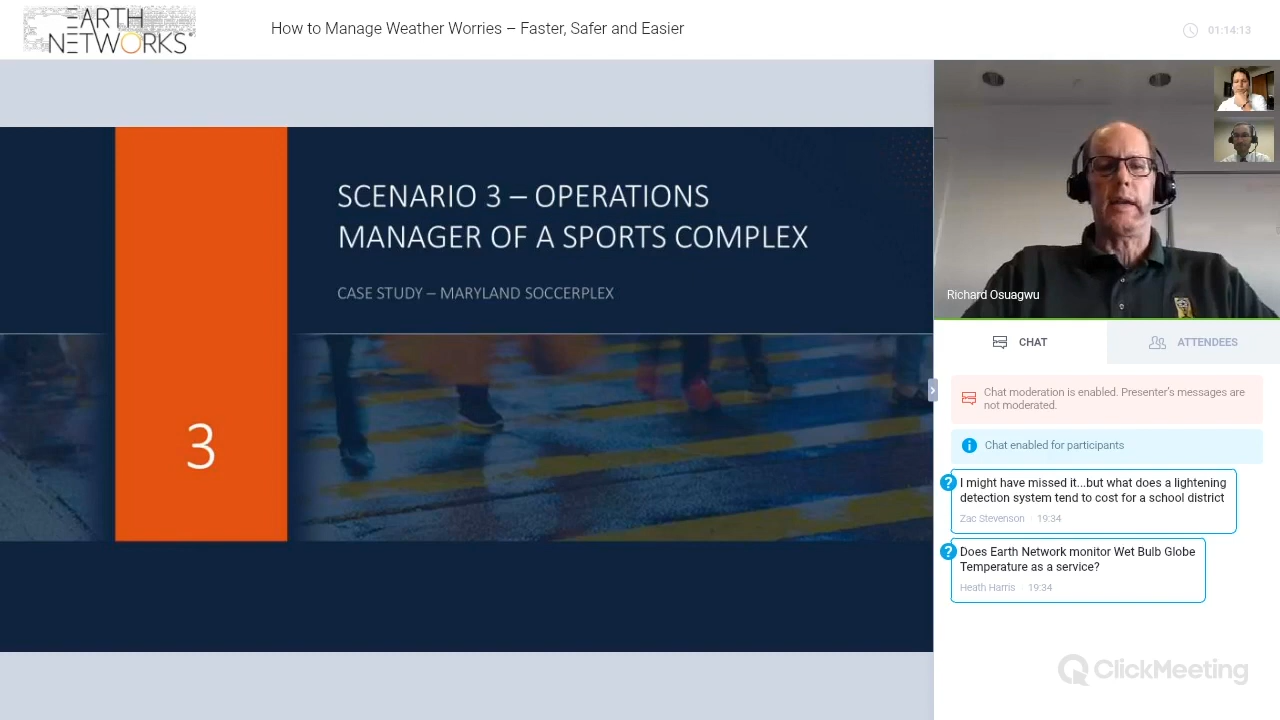 EARTH
NETWORKS
How to Manage Weather Worries – Faster, Safer and Easier
01:14:13
SCENARIO 3 – OPERATIONS
MANAGER OF A SPORTS COMPLEX
CASE STUDY – MARYLAND SOCCERPLEX
3
Richard Osuagwu
CHAT
ATTENDEES
Chat moderation is enabled. Presenter's messages are
not moderated.
Chat enabled for participants
I might have missed it...but what does a lightening
detection system tend to cost for a school district
Zac Stevenson 19:34
Does Earth Network monitor Wet Bulb Globe
Temperature as a service?
Heath Harris 19:34
ClickMeeting